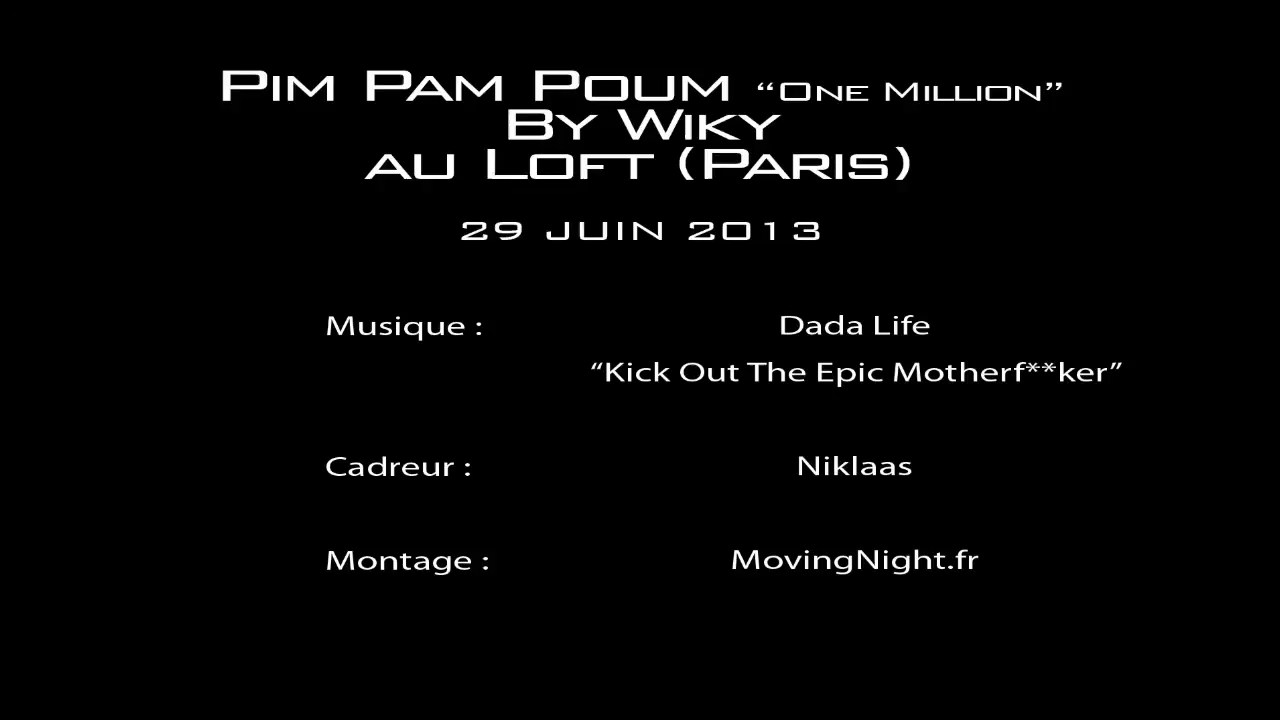 Pim Pam Poum “One Million”
By Wiky
au Loft (Paris)
29 JUIN 2013
Musique : Dada Life
“Kick Out The Epic Motherf**ker”
Cadreur : Niklaas
Montage : MovingNight.fr